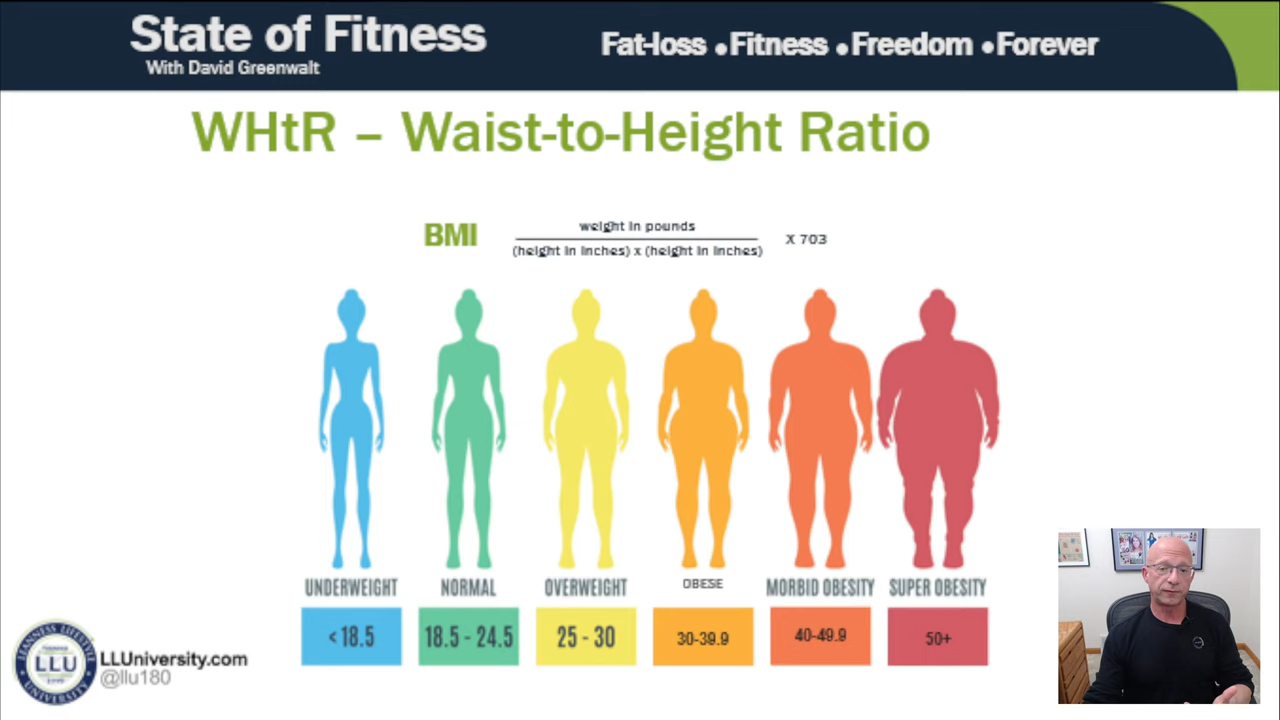 State of Fitness
With David Greenwalt
Fat-loss •Fitness •Freedom •Forever
WHtR – Waist-to-Height Ratio
BMI
weight in pounds
(height in inches) x (height in inches)
X 703
UNDERWEIGHT NORMAL OVERWEIGHT OBESE MORBID OBESITY SUPER OBESITY
<18.5 18.5 - 24.5 25 - 30 30-39.9 40-49.9 50+
LLU
UNIVERSITY
LLUniversity.com
@llu180